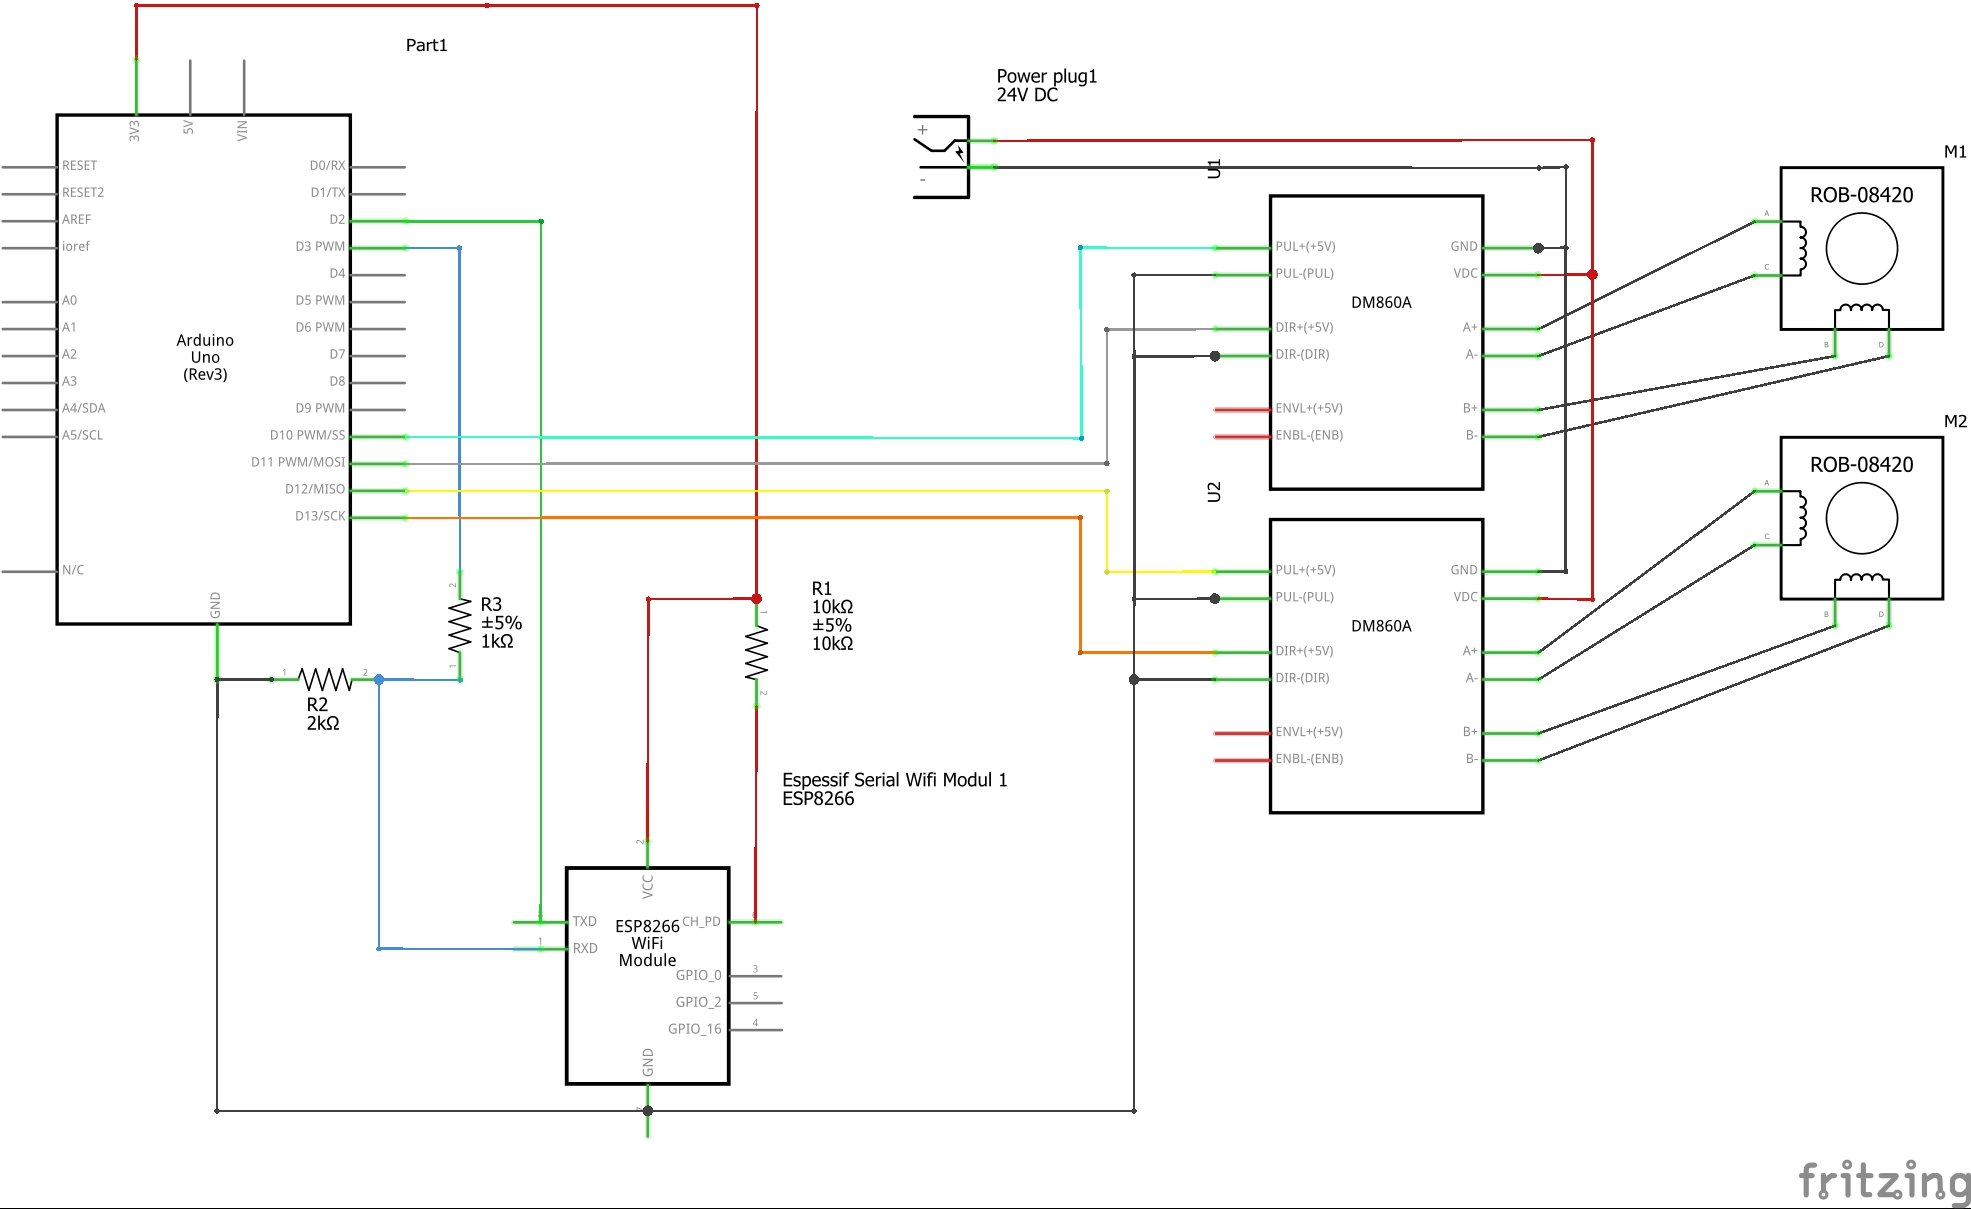 Part1
3V3
5V
VIN
RESET
RESET2
AREF
ioref
A0
A1
A2
A3
A4/SDA
A5/SCL
N/C
Arduino
Uno
(Rev3)
D0/RX
D1/TX
D2
D3 PWM
D4
D5 PWM
D6 PWM
D7
D8
D9 PWM
D10 PWM/SS
D11 PWM/MOSI
D12/MISO
D13/SCK
GND
1
2
R2
2kΩ
2
1
R3
±5%
1kΩ
1
2
R1
10kΩ
±5%
10kΩ
Espessif Serial Wifi Modul 1
ESP8266
2
VCC
TXD
1
RXD
ESP8266
WiFi
Module
CH_PD
GPIO_0
3
GPIO_2
5
GPIO_16
4
GND
Power plug1
24V DC
+
-
U1
PUL+(+5V)
PUL-(PUL)
DIR+(+5V)
DIR-(DIR)
ENVL+(+5V)
ENBL-(ENB)
DM860A
GND
VDC
A+
A-
B+
B-
U2
PUL+(+5V)
PUL-(PUL)
DIR+(+5V)
DIR-(DIR)
ENVL+(+5V)
ENBL-(ENB)
DM860A
GND
VDC
A+
A-
B+
B-
M1
ROB-08420
A
C
B
D
M2
ROB-08420
A
C
B
D
fritzing